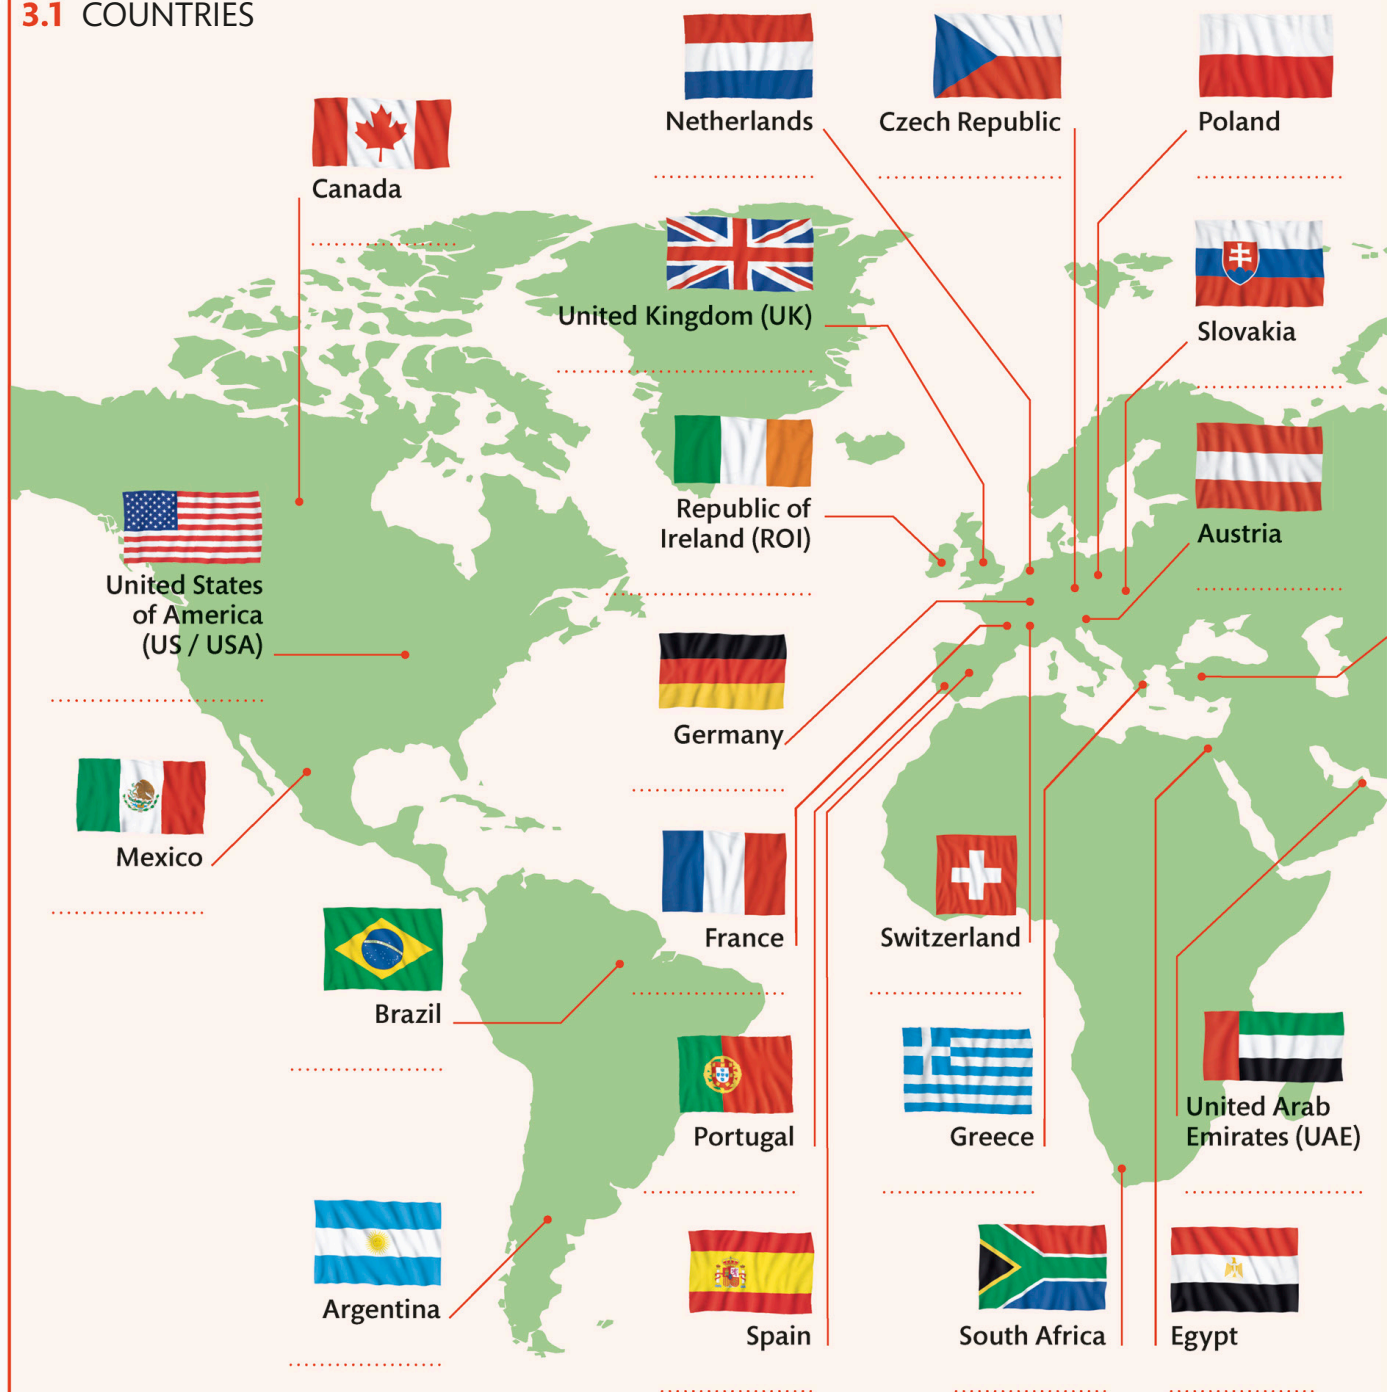 3.1 COUNTRIES
Netherlands
Czech Republic
Poland
Canada
United Kingdom (UK)
Slovakia
Republic of
Ireland (ROI)
Austria
United States
of America
(US / USA)
Germany
Mexico
France
Switzerland
Brazil
Portugal
Greece
United Arab
Emirates (UAE)
Argentina
Spain
South Africa
Egypt